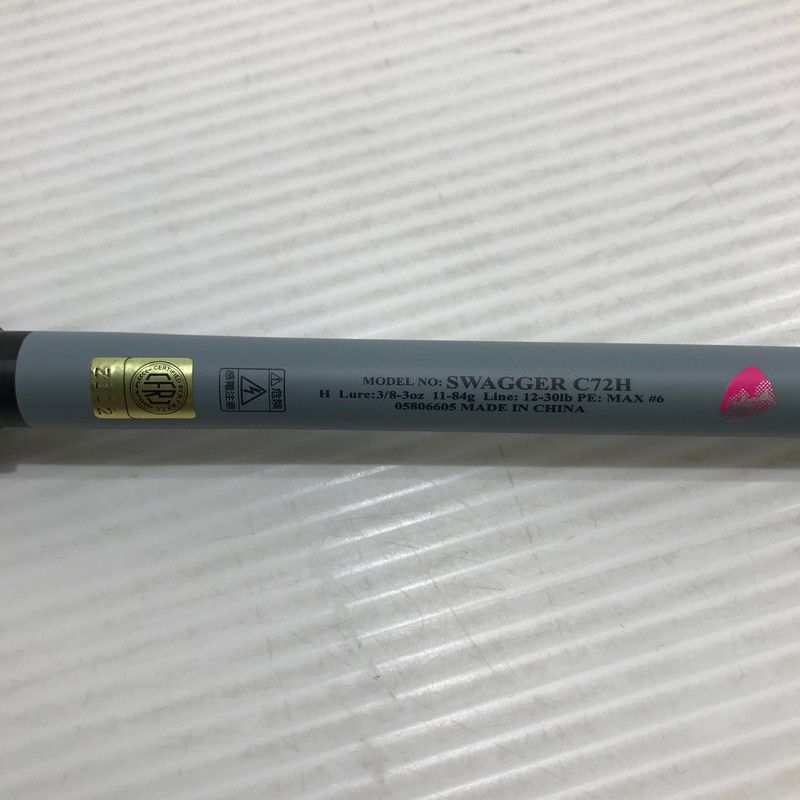 MODEL NO: SWAGGER C72H
H Lure:3/8-3oz 11-84g Line: 12-30lb PE: MAX #6
05806605 MADE IN CHINA
危険
感電注意
CFRJ